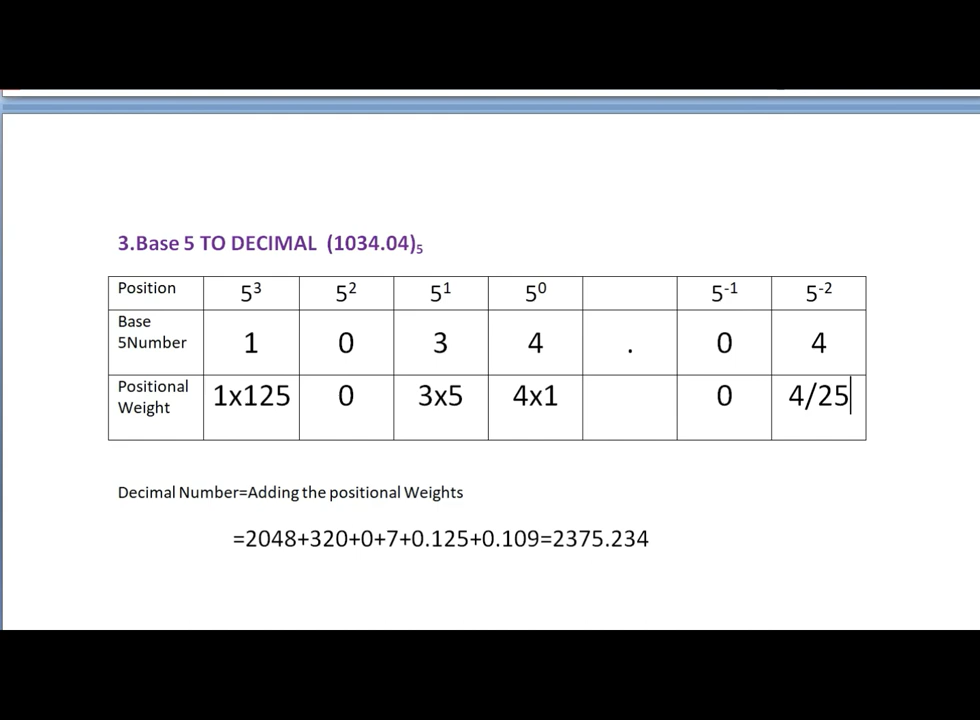 3.Base 5 TO DECIMAL (1034.04)₅
Position 5³ 5² 5¹ 5⁰ 5⁻¹ 5⁻²
Base
5Number 1 0 3 4 . 0 4
Positional
Weight 1x125 0 3x5 4x1 0 4/25
Decimal Number=Adding the positional Weights
=2048+320+0+7+0.125+0.109=2375.234